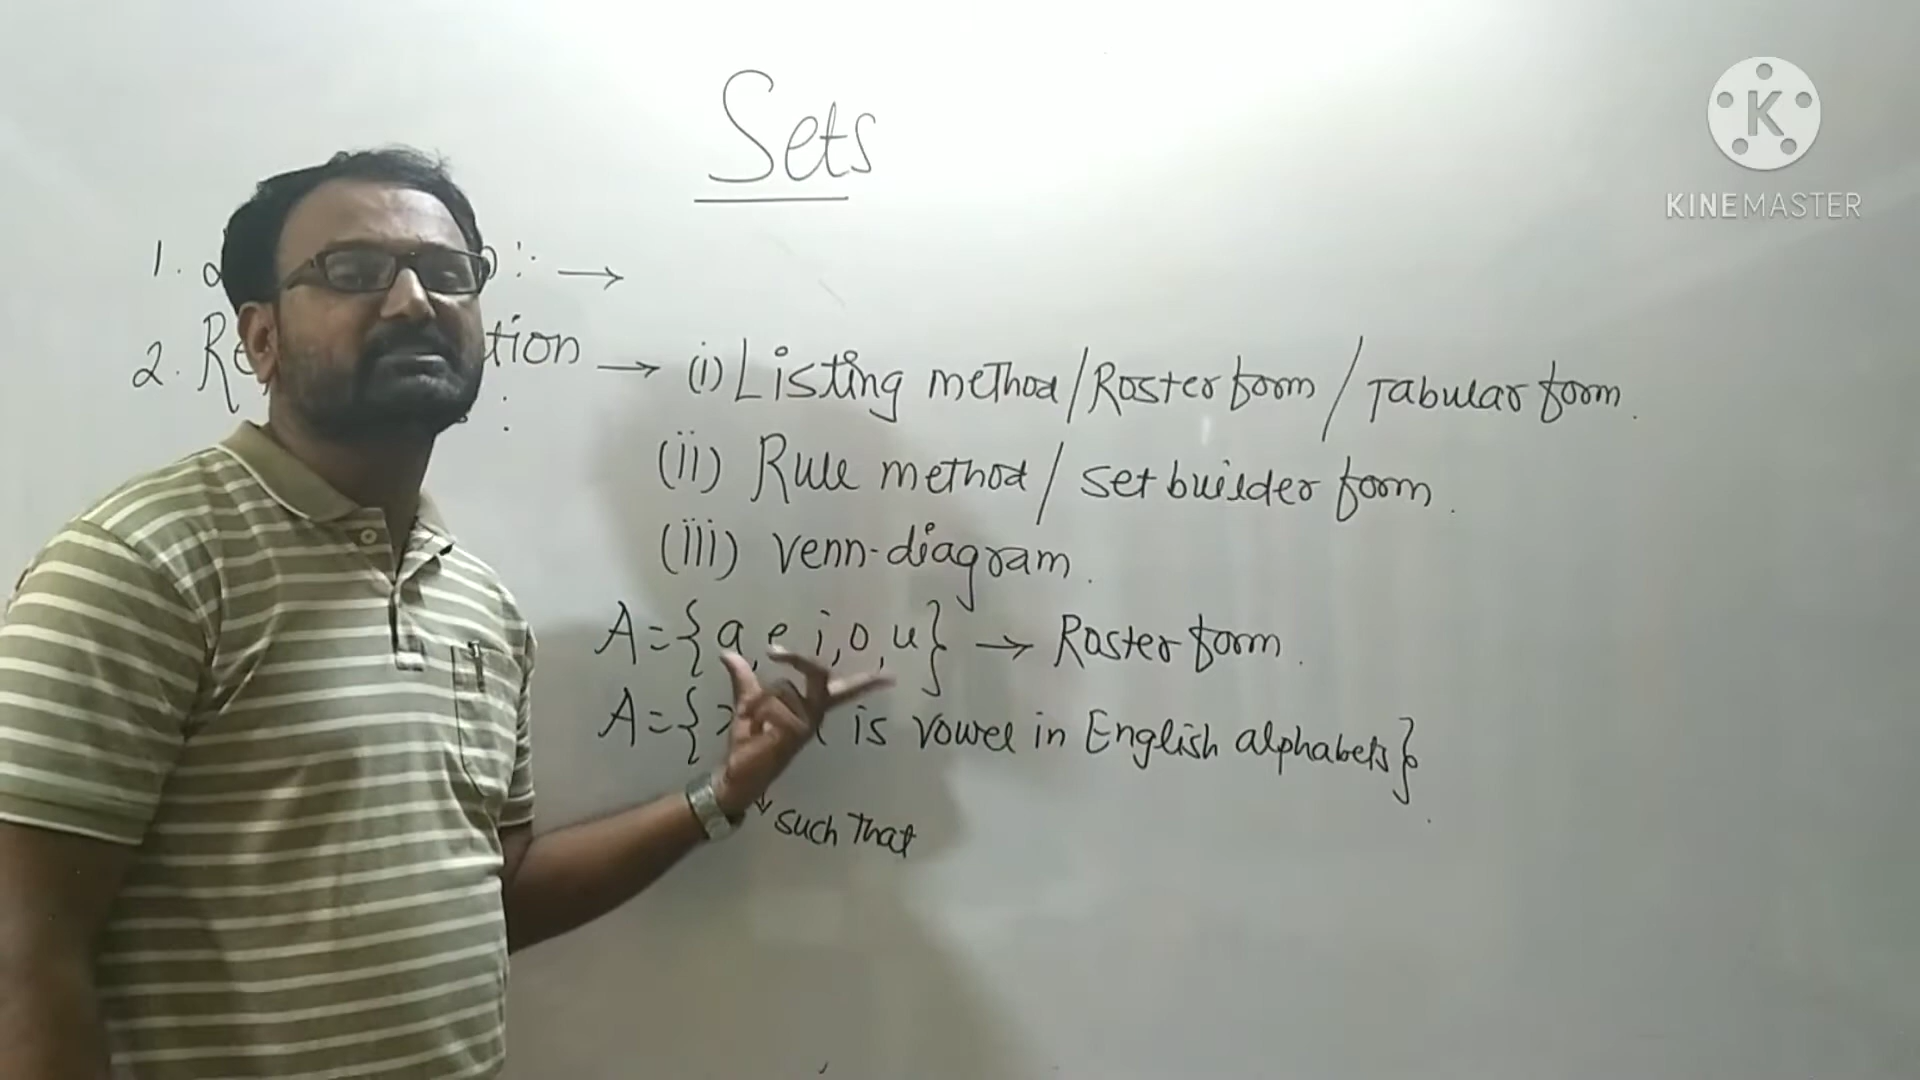 Sets
KINEMASTER
1.
2. Re tion → (i) Listing method/Roster form / Tabular form.
(ii) Rule method / set builder form.
(iii) venn-diagram.
A={a, e, i, o, u} → Roster form.
A={x is vowel in English alphabets}
such that